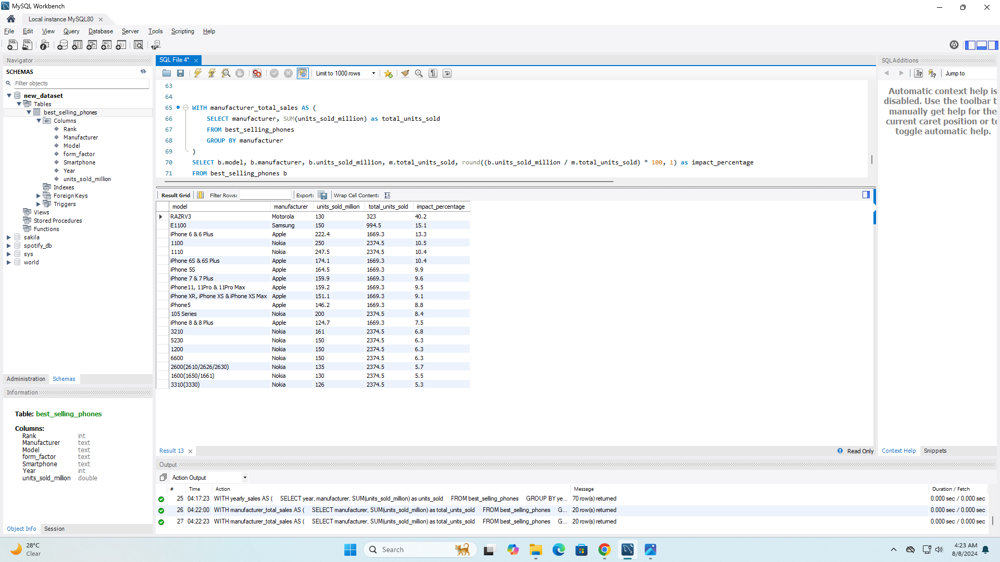 MySQL Workbench
Local instance MySQL80
File Edit View Query Database Server Tools Scripting Help
Navigator
SCHEMAS
Filter objects
new_dataset
Tables
best_selling_phones
Columns
Rank
Manufacturer
Model
form_factor
Smartphone
Year
units_sold_million
Indexes
Foreign Keys
Triggers
Views
Stored Procedures
Functions
sakila
spotify_db
sys
world
Administration Schemas
Information
Table: best_selling_phones
Columns:
Rank int
Manufacturer text
Model text
form_factor text
Smartphone text
Year int
units_sold_million double
Object Info Session
SQL File 4*
Limit to 1000 rows
63
64
65 WITH manufacturer_total_sales AS (
66 SELECT manufacturer, SUM(units_sold_million) as total_units_sold
67 FROM best_selling_phones
68 GROUP BY manufacturer
69 )
70 SELECT b.model, b.manufacturer, b.units_sold_million, m.total_units_sold, round((b.units_sold_million / m.total_units_sold) * 100, 1) as impact_percentage
71 FROM best_selling_phones b
Result Grid Filter Rows: Export: Wrap Cell Content:
model manufacturer units_sold_million total_units_sold impact_percentage
RAZRV3 Motorola 130 323 40.2
E1100 Samsung 150 994.5 15.1
iPhone 6 & 6 Plus Apple 222.4 1669.3 13.3
1100 Nokia 250 2374.5 10.5
1110 Nokia 247.5 2374.5 10.4
iPhone 6S & 6S Plus Apple 174.1 1669.3 10.4
iPhone 5S Apple 164.5 1669.3 9.9
iPhone 7 & 7 Plus Apple 159.9 1669.3 9.6
iPhone11, 11Pro & 11Pro Max Apple 159.2 1669.3 9.5
iPhone XR, iPhone XS & iPhone XS Max Apple 151.1 1669.3 9.1
iPhone5 Apple 146.2 1669.3 8.8
105 Series Nokia 200 2374.5 8.4
iPhone 8 & 8 Plus Apple 124.7 1669.3 7.5
3210 Nokia 161 2374.5 6.8
5230 Nokia 150 2374.5 6.3
1200 Nokia 150 2374.5 6.3
6600 Nokia 150 2374.5 6.3
2600(2610/2626/2630) Nokia 135 2374.5 5.7
1600(1650/1661) Nokia 130 2374.5 5.5
3310(3330) Nokia 126 2374.5 5.3
Result 13
Read Only
SQLAdditions
Jump to
Automatic context help is
disabled. Use the toolbar t
manually get help for the
current caret position or to
toggle automatic help.
Context Help Snippets
Output
Action Output
# Time Action Message Duration / Fetch
25 04:17:23 WITH yearly_sales AS ( SELECT year, manufacturer, SUM(units_sold_million) as units_sold FROM best_selling_phones GROUP BY ye... 70 row(s) returned 0.000 sec / 0.000 sec
26 04:22:00 WITH manufacturer_total_sales AS ( SELECT manufacturer, SUM(units_sold_million) as total_units_sold FROM best_selling_phones G... 20 row(s) returned 0.000 sec / 0.000 sec
27 04:22:23 WITH manufacturer_total_sales AS ( SELECT manufacturer, SUM(units_sold_million) as total_units_sold FROM best_selling_phones G... 20 row(s) returned 0.000 sec / 0.000 sec
28°C
Clear
Search
4:23 AM
8/8/2024